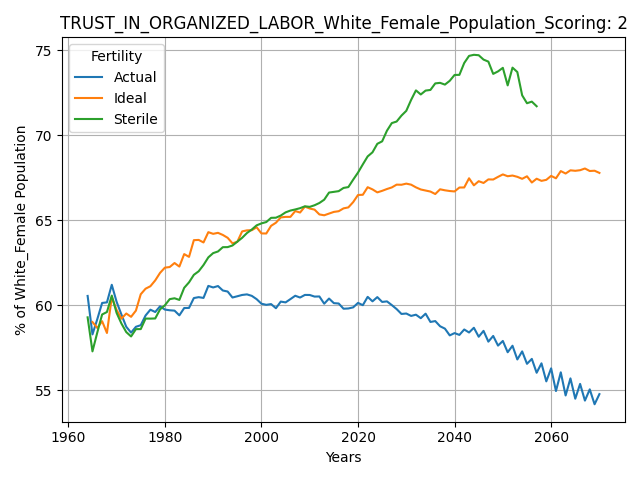 TRUST_IN_ORGANIZED_LABOR_White_Female_Population_Scoring: 2
Fertility
Actual
Ideal
Sterile
% of White_Female Population
75
70
65
60
55
1960
1980
2000
2020
2040
2060
Years